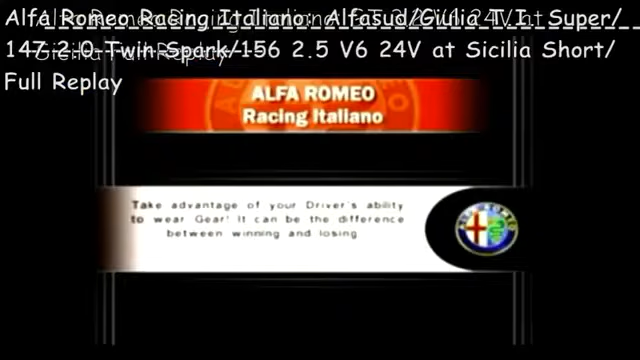 Alfa Romeo Racing Italiano: Alfasud/Giulia T.I. Super/
147 2.0 Twin Spark/156 2.5 V6 24V at Sicilia Short/
Full Replay
ALFA ROMEO
Racing Italiano
Take advantage of your Driver's ability
to wear Gear! It can be the difference
between winning and losing